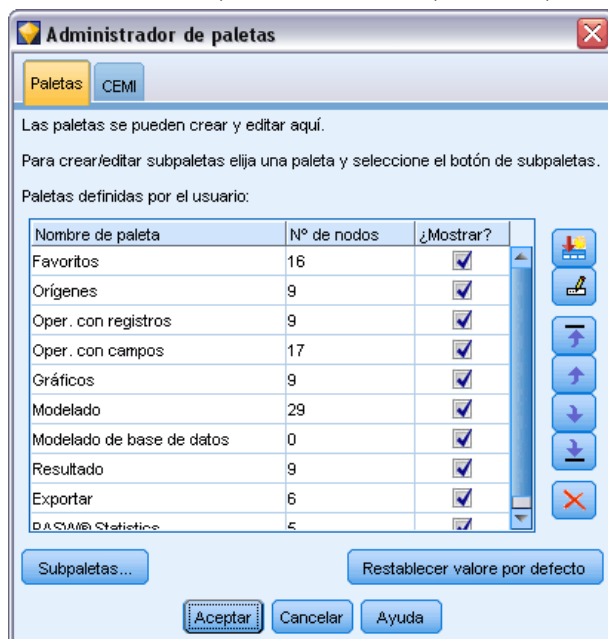 Administrador de paletas
Paletas CEMI
Las paletas se pueden crear y editar aquí.
Para crear/editar subpaletas elija una paleta y seleccione el botón de subpaletas.
Paletas definidas por el usuario:
Nombre de paleta Nº de nodos ¿Mostrar?
Favoritos 16
Orígenes 9
Oper. con registros 9
Oper. con campos 17
Gráficos 9
Modelado 29
Modelado de base de datos 0
Resultado 9
Exportar 6
PASW® Statistics 5
Subpaletas... Restablecer valore por defecto
Aceptar Cancelar Ayuda